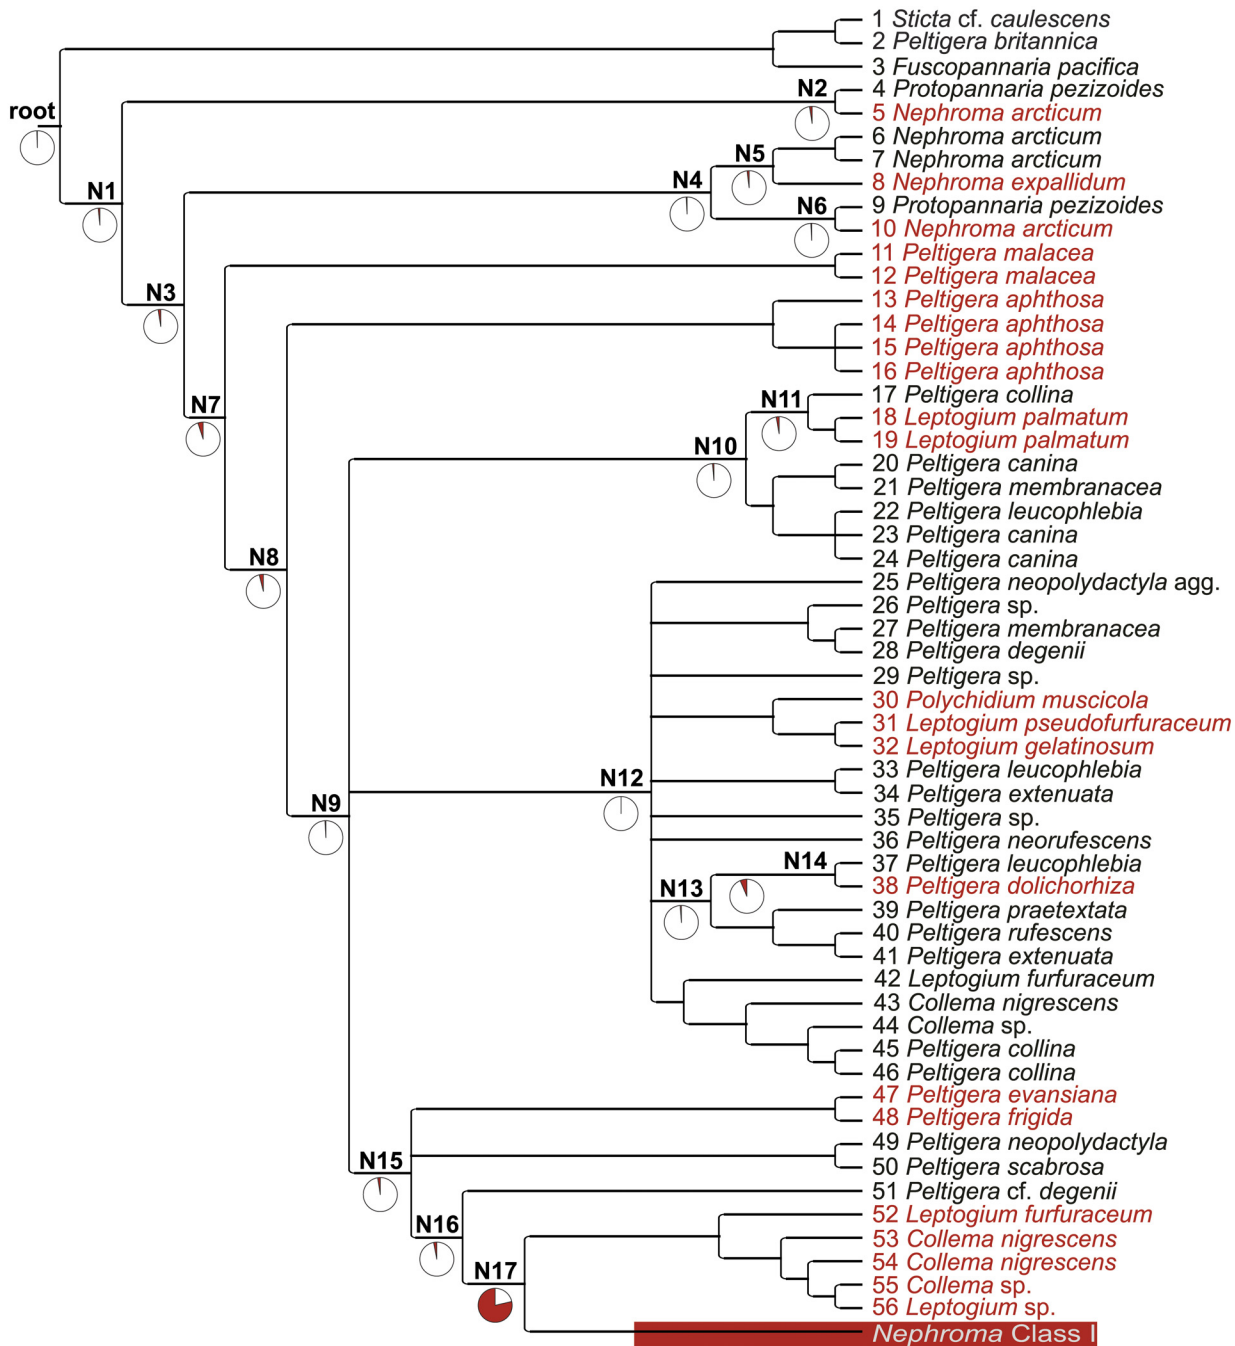 1 Sticta cf. caulescens
2 Peltigera britannica
3 Fuscopannaria pacifica
N2 4 Protopannaria pezizoides
root
5 Nephroma arcticum
6 Nephroma arcticum
N5
7 Nephroma arcticum
N1 N4 8 Nephroma expallidum
N6 9 Protopannaria pezizoides
10 Nephroma arcticum
11 Peltigera malacea
12 Peltigera malacea
N3
13 Peltigera aphthosa
14 Peltigera aphthosa
15 Peltigera aphthosa
16 Peltigera aphthosa
17 Peltigera collina
N7 N11
18 Leptogium palmatum
19 Leptogium palmatum
N10
20 Peltigera canina
21 Peltigera membranacea
22 Peltigera leucophlebia
23 Peltigera canina
24 Peltigera canina
N8
25 Peltigera neopolydactyla agg.
26 Peltigera sp.
27 Peltigera membranacea
28 Peltigera degenii
29 Peltigera sp.
30 Polychidium muscicola
31 Leptogium pseudofurfuraceum
32 Leptogium gelatinosum
33 Peltigera leucophlebia
N12
34 Peltigera extenuata
N9
35 Peltigera sp.
36 Peltigera neorufescens
N14 37 Peltigera leucophlebia
N13 38 Peltigera dolichorhiza
39 Peltigera praetextata
40 Peltigera rufescens
41 Peltigera extenuata
42 Leptogium furfuraceum
43 Collema nigrescens
44 Collema sp.
45 Peltigera collina
46 Peltigera collina
47 Peltigera evansiana
48 Peltigera frigida
49 Peltigera neopolydactyla
N15
50 Peltigera scabrosa
51 Peltigera cf. degenii
52 Leptogium furfuraceum
N16
53 Collema nigrescens
54 Collema nigrescens
N17
55 Collema sp.
56 Leptogium sp.
Nephroma Class I